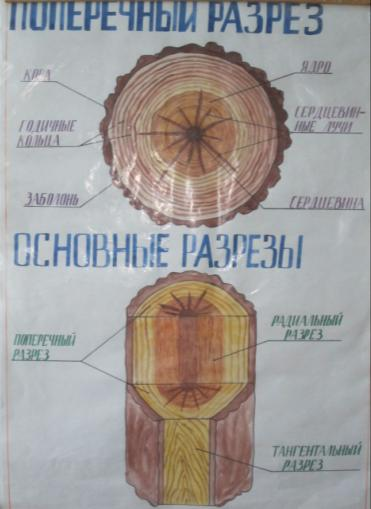 ПОПЕРЕЧНЫЙ РАЗРЕЗ
КОРА
ЯДРО
ГОДИЧНЫЕ
КОЛЬЦА
СЕРДЦЕВИН-
НЫЕ ЛУЧИ
ЗАБОЛОНЬ
СЕРДЦЕВИНА
ОСНОВНЫЕ РАЗРЕЗЫ
ПОПЕРЕЧНЫЙ
РАЗРЕЗ
РАДИАЛЬНЫЙ
РАЗРЕЗ
ТАНГЕНТАЛЬНЫЙ
РАЗРЕЗ